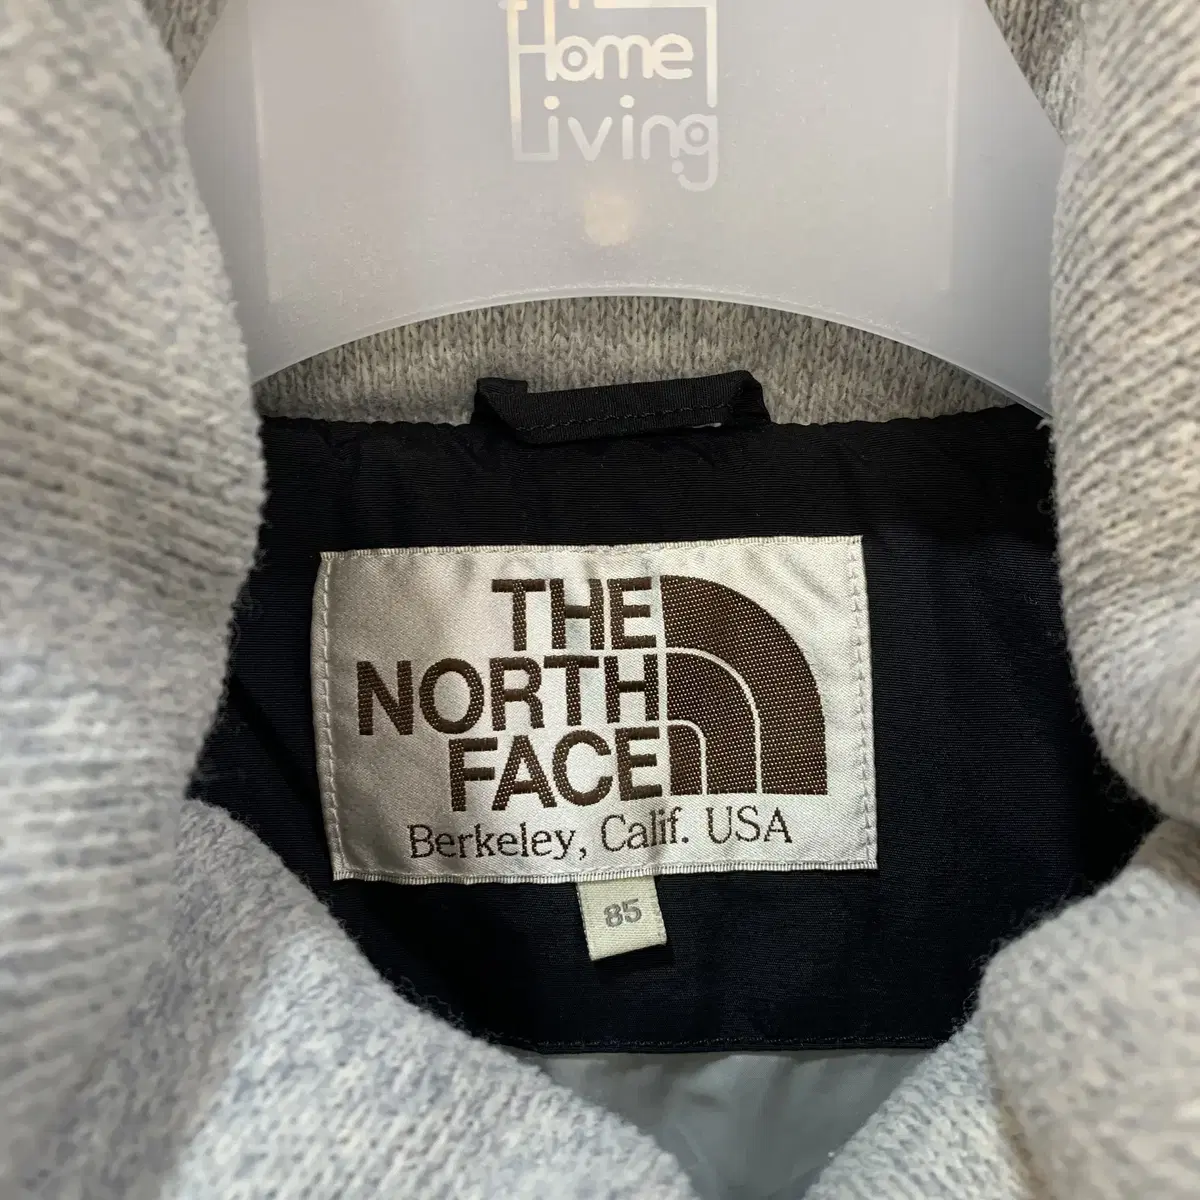 Home
Living
THE
NORTH
FACE
Berkeley, Calif. USA
85